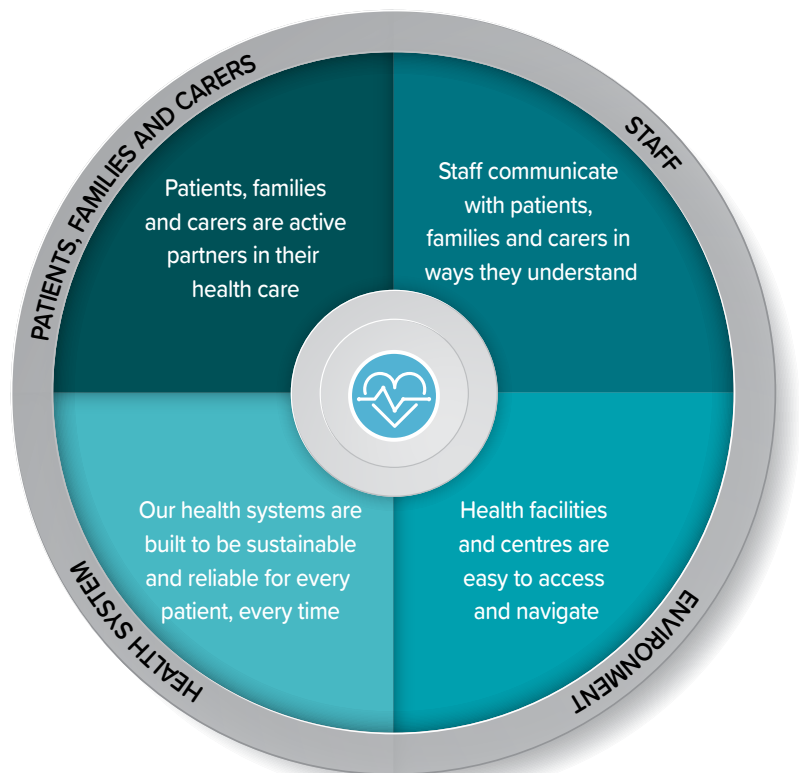 PATIENTS, FAMILIES AND CARERS
Patients, families
and carers are active
partners in their
health care
STAFF
Staff communicate
with patients,
families and carers in
ways they understand
HEALTH SYSTEM
Our health systems are
built to be sustainable
and reliable for every
patient, every time
ENVIRONMENT
Health facilities
and centres are
easy to access
and navigate